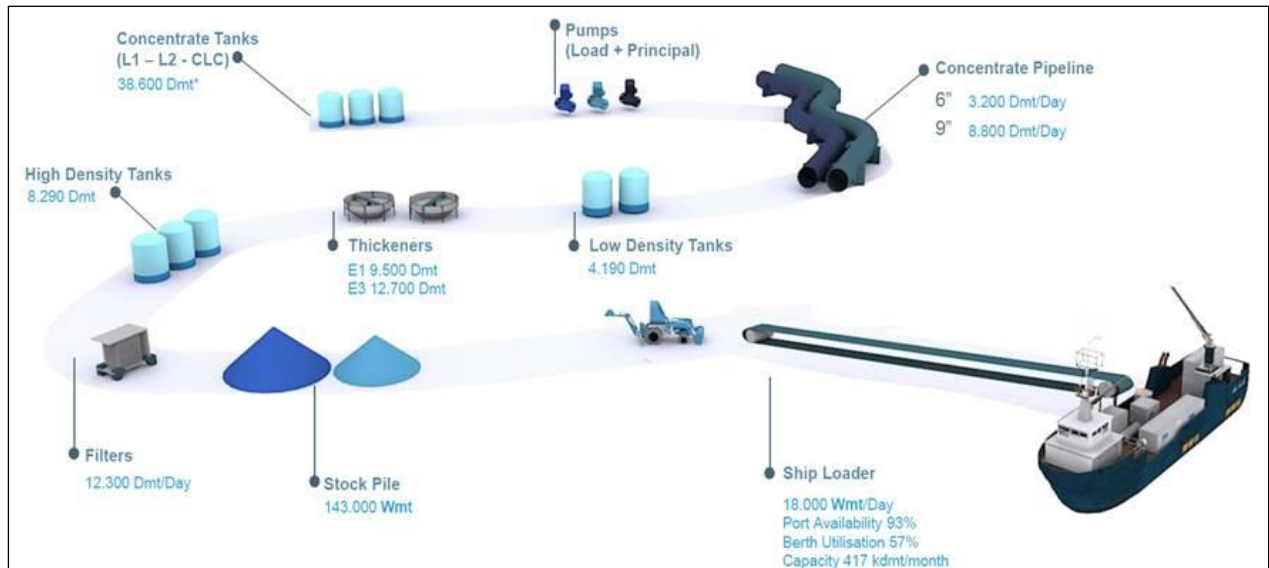 Concentrate Tanks
(L1 – L2 - CLC)
38.600 Dmt*
Pumps
(Load + Principal)
Concentrate Pipeline
6" 3.200 Dmt/Day
9" 8.800 Dmt/Day
High Density Tanks
8.290 Dmt
Thickeners
E1 9.500 Dmt
E3 12.700 Dmt
Low Density Tanks
4.190 Dmt
Filters
12.300 Dmt/Day
Stock Pile
143.000 Wmt
Ship Loader
18.000 Wmt/Day
Port Availability 93%
Berth Utilisation 57%
Capacity 417 kdmt/month